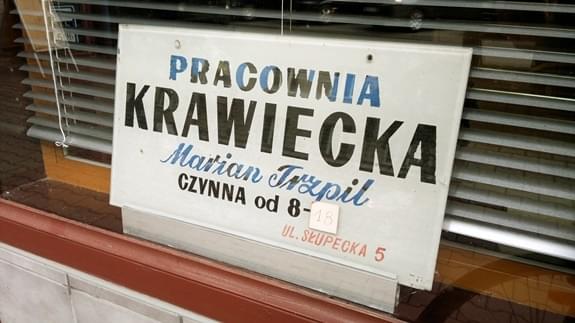 PRACOWNIA
KRAWIECKA
Marian Trzpil
CZYNNA od 8-18
UL. SŁUPECKA 5